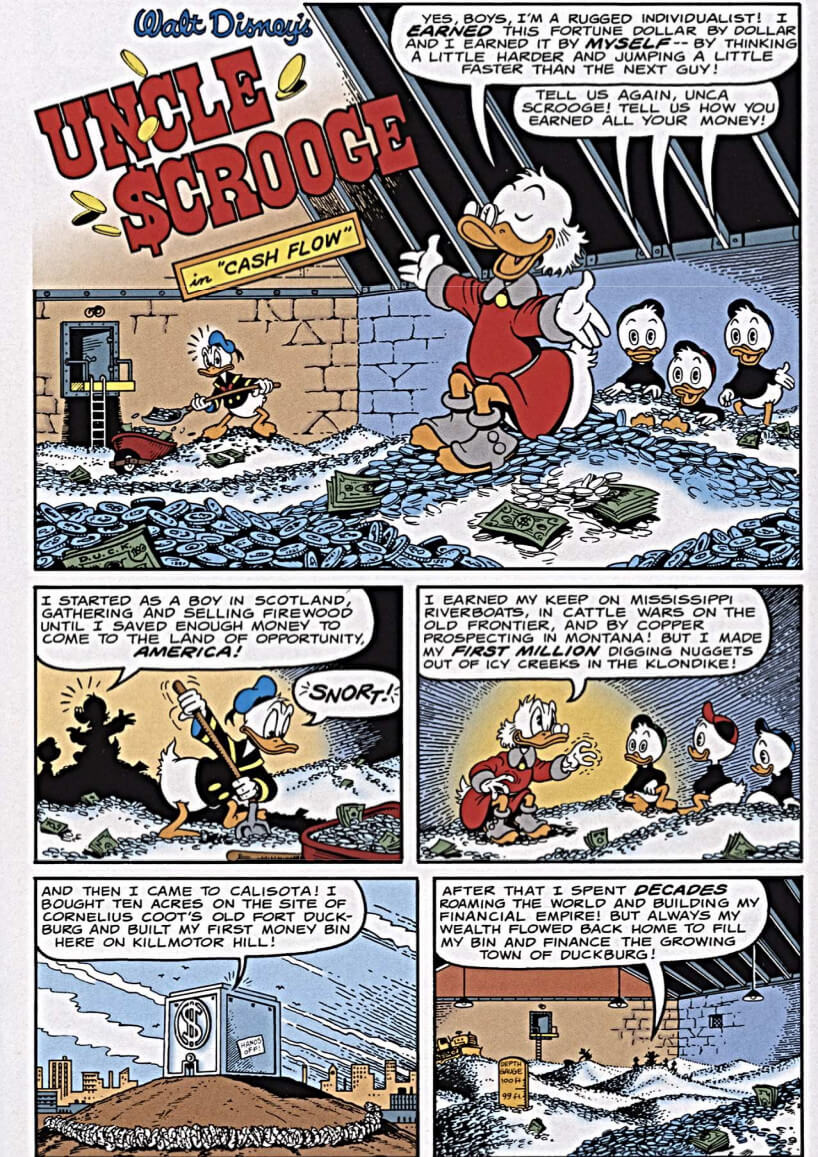 Walt Disney's
UNCLE
$CROOGE
in "CASH FLOW"
YES, BOYS, I'M A RUGGED INDIVIDUALIST! I
EARNED THIS FORTUNE DOLLAR BY DOLLAR
AND I EARNED IT BY MYSELF -- BY THINKING
A LITTLE HARDER AND JUMPING A LITTLE
FASTER THAN THE NEXT GUY!
TELL US AGAIN, UNCA
SCROOGE! TELL US HOW YOU
EARNED ALL YOUR MONEY!
D.U.C.K.
I STARTED AS A BOY IN SCOTLAND,
GATHERING AND SELLING FIREWOOD
UNTIL I SAVED ENOUGH MONEY TO
COME TO THE LAND OF OPPORTUNITY,
AMERICA!
SNORT!
I EARNED MY KEEP ON MISSISSIPPI
RIVERBOATS, IN CATTLE WARS ON THE
OLD FRONTIER, AND BY COPPER
PROSPECTING IN MONTANA! BUT I MADE
MY FIRST MILLION DIGGING NUGGETS
OUT OF ICY CREEKS IN THE KLONDIKE!
AND THEN I CAME TO CALISOTA! I
BOUGHT TEN ACRES ON THE SITE OF
CORNELIUS COOT'S OLD FORT DUCK-
BURG AND BUILT MY FIRST MONEY BIN
HERE ON KILLMOTOR HILL!
$
HANDS
OFF!
AFTER THAT I SPENT DECADES
ROAMING THE WORLD AND BUILDING MY
FINANCIAL EMPIRE! BUT ALWAYS MY
WEALTH FLOWED BACK HOME TO FILL
MY BIN AND FINANCE THE GROWING
TOWN OF DUCKBURG!
DEPTH
GAUGE
100 FT-
99 FT-